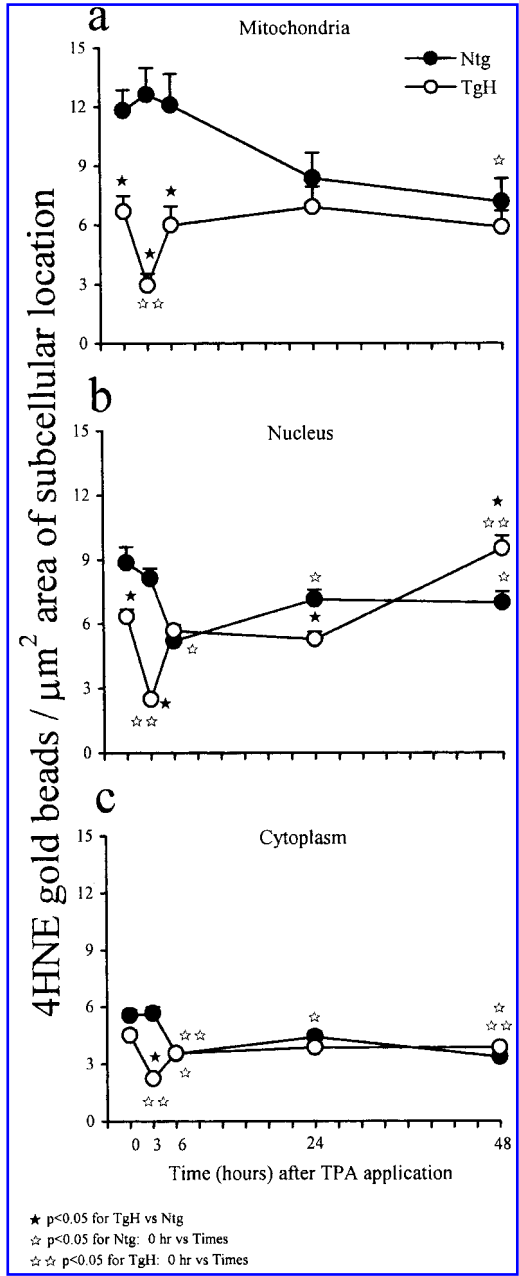 a
Mitochondria
15
12
9
6
3
0
Ntg
TgH
☆
★
★
★
☆☆
4HNE gold beads / μm² area of subcellular location
b
Nucleus
15
12
9
6
3
0
★
☆☆
☆
☆
★
★
☆
★
☆☆
c
Cytoplasm
15
12
9
6
3
0
☆
☆
☆☆
☆☆
★
☆
☆☆
0 3 6 24 48
Time (hours) after TPA application
★ p<0.05 for TgH vs Ntg
☆ p<0.05 for Ntg: 0 hr vs Times
☆☆ p<0.05 for TgH: 0 hr vs Times